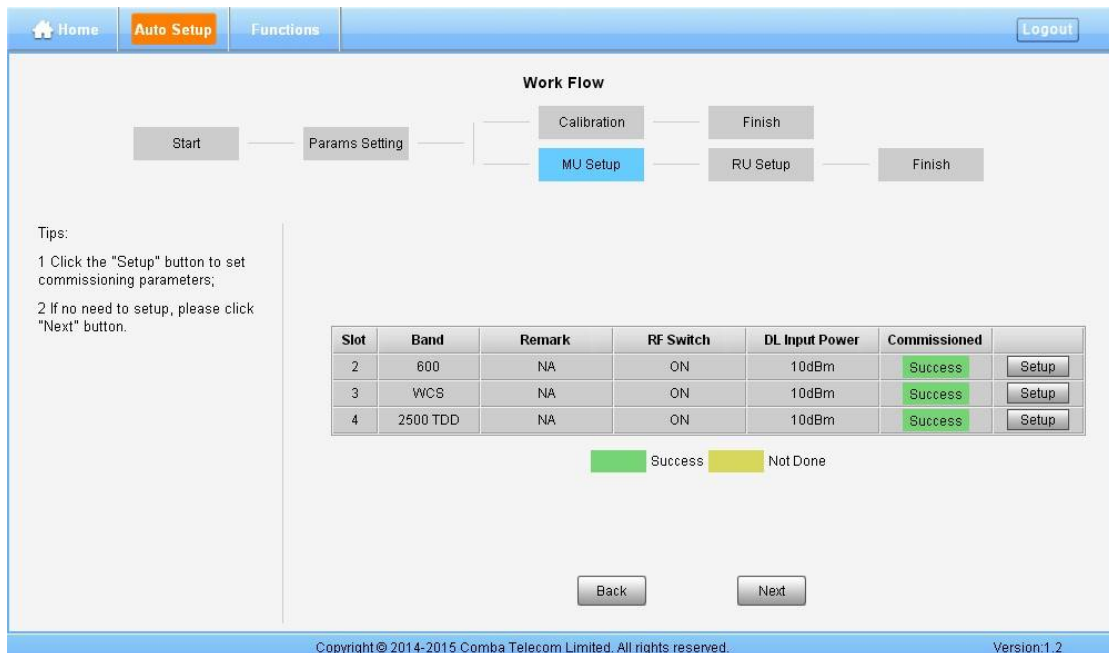 Home Auto Setup Functions Logout
Work Flow
Calibration Finish
Start Params Setting
MU Setup RU Setup Finish
Tips:
1 Click the "Setup" button to set
commissioning parameters;
2 If no need to setup, please click
"Next" button.
Slot Band Remark RF Switch DL Input Power Commissioned
2 600 NA ON 10dBm Success Setup
3 WCS NA ON 10dBm Success Setup
4 2500 TDD NA ON 10dBm Success Setup
Success Not Done
Back Next
Copyright © 2014-2015 Comba Telecom Limited. All rights reserved. Version:1.2